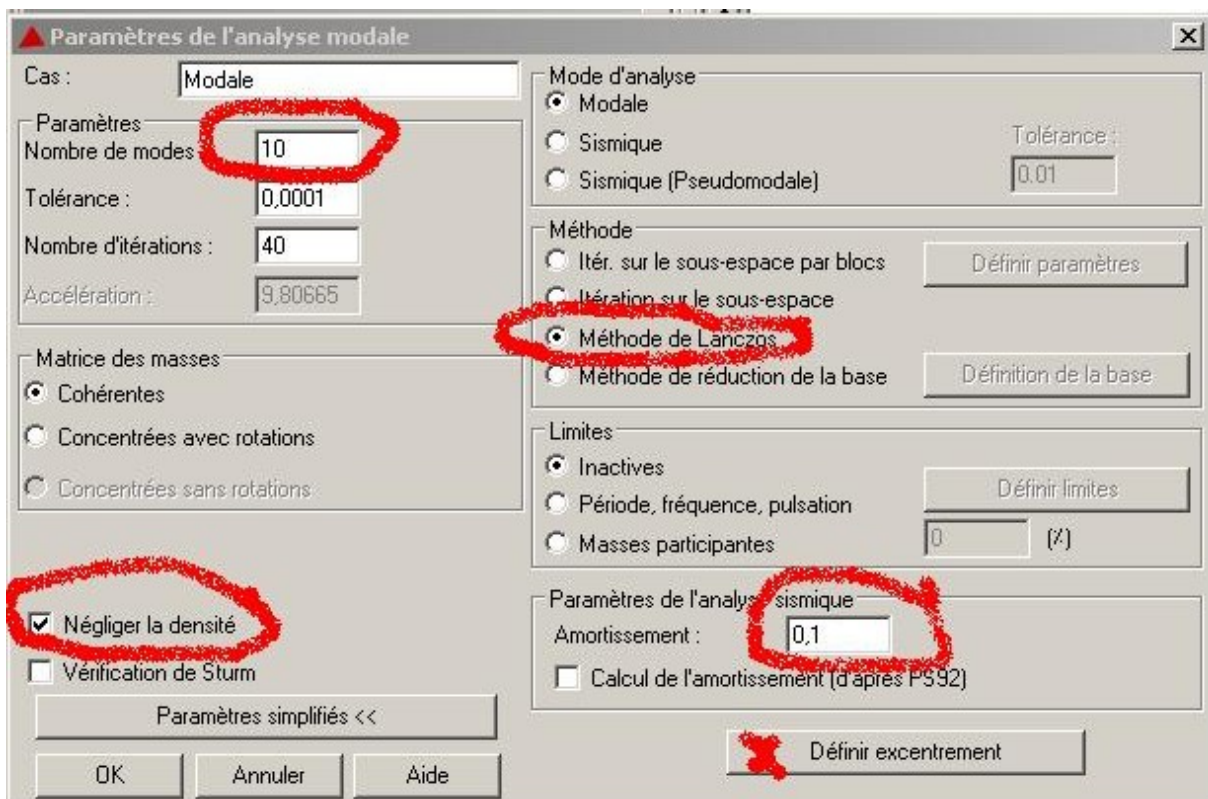 Paramètres de l'analyse modale
Cas :
Modale
Paramètres
Nombre de modes
10
Tolérance :
0,0001
Nombre d'itérations :
40
Accélération :
9,80665
Matrice des masses
Cohérentes
Concentrées avec rotations
Concentrées sans rotations
Négliger la densité
Vérification de Sturm
Paramètres simplifiés <<
OK
Annuler
Aide
Mode d'analyse
Modale
Sismique
Sismique (Pseudomodale)
Tolérance :
0.01
Méthode
Itér. sur le sous-espace par blocs
Définir paramètres
Itération sur le sous-espace
Méthode de Lanczos
Méthode de réduction de la base
Définition de la base
Limites
Inactives
Période, fréquence, pulsation
Définir limites
Masses participantes
0
(%)
Paramètres de l'analyse sismique
Amortissement :
0,1
Calcul de l'amortissement (d'après PS92)
Définir excentrement